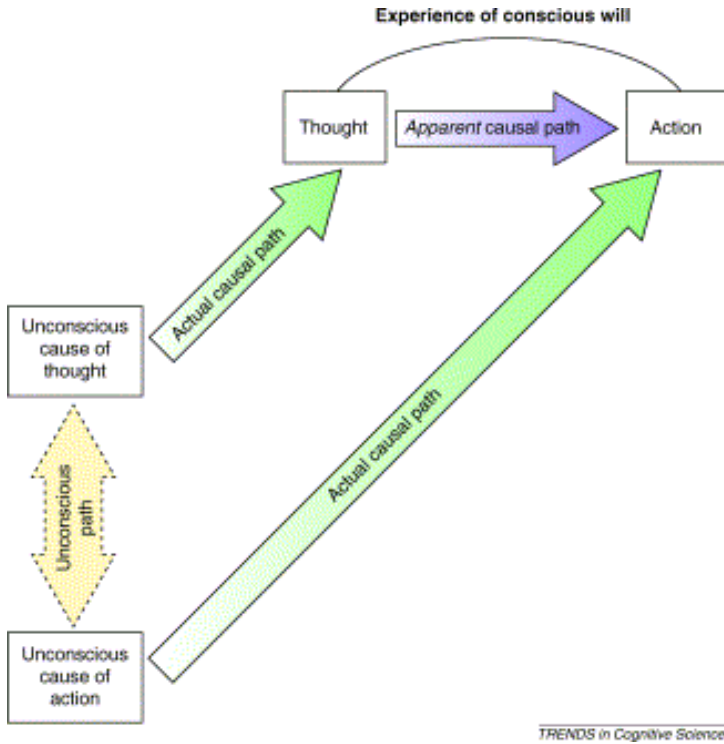 Experience of conscious will
Thought
Apparent causal path
Action
Actual causal path
Unconscious
cause of
thought
Actual causal path
Unconscious
path
Unconscious
cause of
action
TRENDS in Cognitive Science